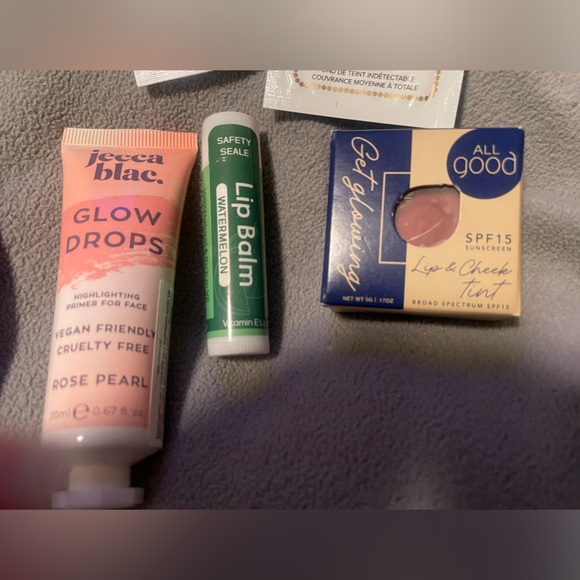 FOND DE TEINT INDÉTECTABLE
COUVRANCE MOYENNE À TOTALE
jecca
blac.
GLOW
DROPS
HIGHLIGHTING
PRIMER FOR FACE
VEGAN FRIENDLY
CRUELTY FREE
ROSE PEARL
20ml e 0.67 fl. oz
SAFETY
SEALE
Lip Balm
WATERMELON
Vitamin E
Get glowing
ALL
good
SPF15
SUNSCREEN
Lip & Cheek
Tint
BROAD SPECTRUM SPF15
NET WT 5G | .17OZ